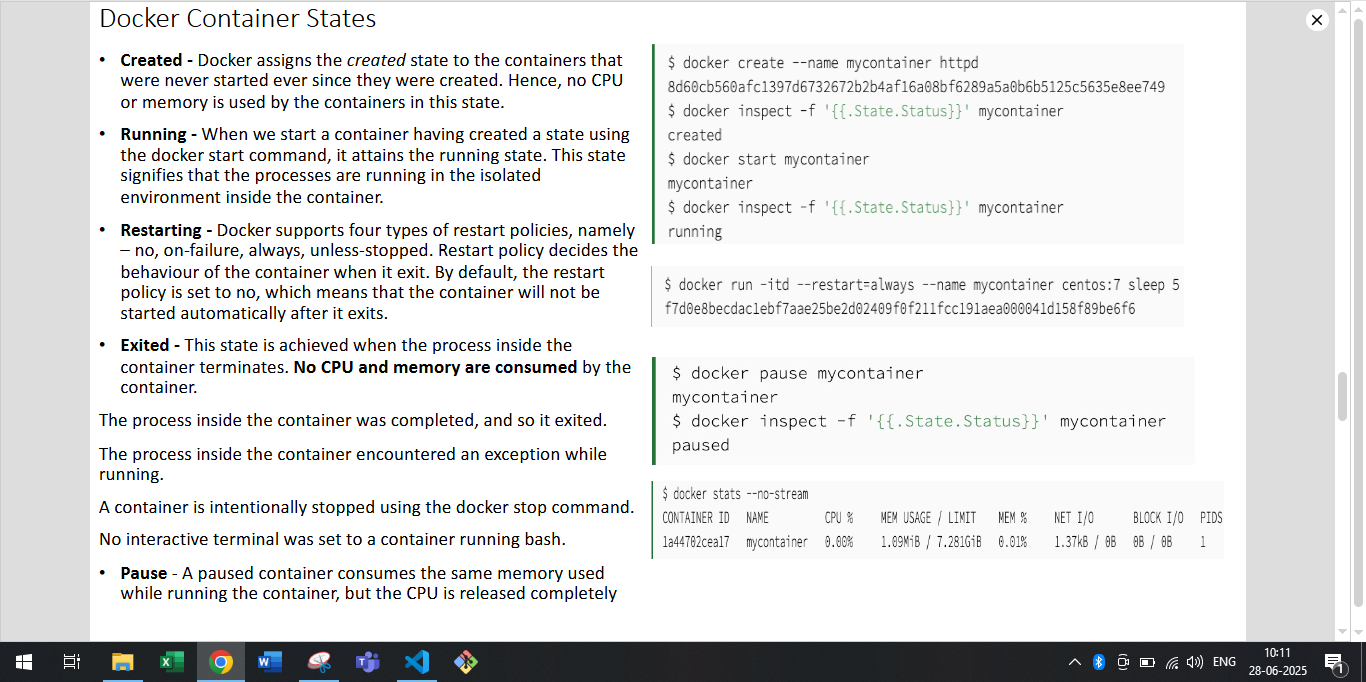 Docker Container States
• Created - Docker assigns the created state to the containers that
were never started ever since they were created. Hence, no CPU
or memory is used by the containers in this state.
• Running - When we start a container having created a state using
the docker start command, it attains the running state. This state
signifies that the processes are running in the isolated
environment inside the container.
• Restarting - Docker supports four types of restart policies, namely
– no, on-failure, always, unless-stopped. Restart policy decides the
behaviour of the container when it exit. By default, the restart
policy is set to no, which means that the container will not be
started automatically after it exits.
• Exited - This state is achieved when the process inside the
container terminates. No CPU and memory are consumed by the
container.
The process inside the container was completed, and so it exited.
The process inside the container encountered an exception while
running.
A container is intentionally stopped using the docker stop command.
No interactive terminal was set to a container running bash.
• Pause - A paused container consumes the same memory used
while running the container, but the CPU is released completely
$ docker create --name mycontainer httpd
8d60cb560afc1397d6732672b2b4af16a08bf6289a5a0b6b5125c5635e8ee749
$ docker inspect -f '{{.State.Status}}' mycontainer
created
$ docker start mycontainer
mycontainer
$ docker inspect -f '{{.State.Status}}' mycontainer
running
$ docker run -itd --restart=always --name mycontainer centos:7 sleep 5
f7d0e8becdac1ebf7aae25be2d02409f0f211fcc191aea000041d158f89be6f6
$ docker pause mycontainer
mycontainer
$ docker inspect -f '{{.State.Status}}' mycontainer
paused
$ docker stats --no-stream
CONTAINER ID NAME CPU % MEM USAGE / LIMIT MEM % NET I/O BLOCK I/O PIDS
1a44702cea17 mycontainer 0.00% 1.09MiB / 7.281GiB 0.01% 1.37kB / 0B 0B / 0B 1
ENG
10:11
28-06-2025
1